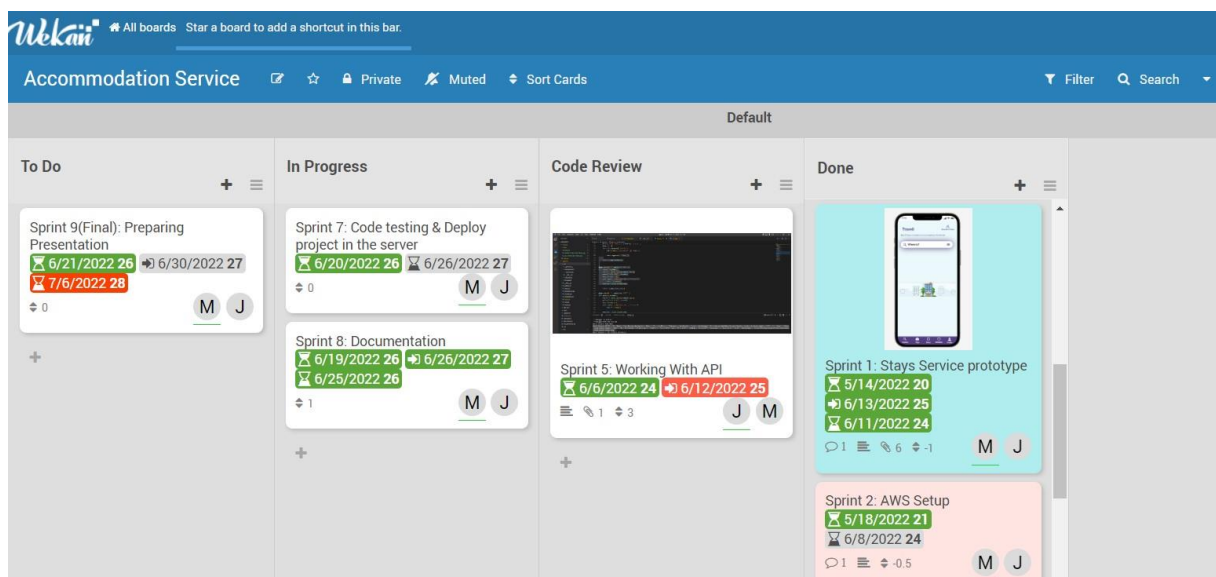 Wekan
All boards Star a board to add a shortcut in this bar.
Accommodation Service Private Muted Sort Cards Filter Search
Default
To Do
Sprint 9(Final): Preparing
Presentation
6/21/2022 26 6/30/2022 27
7/6/2022 28
0 M J
In Progress
Sprint 7: Code testing & Deploy
project in the server
6/20/2022 26 6/26/2022 27
0 M J
Sprint 8: Documentation
6/19/2022 26 6/26/2022 27
6/25/2022 26
1 M J
Code Review
Sprint 5: Working With API
6/6/2022 24 6/12/2022 25
1 3 J M
Done
Sprint 1: Stays Service prototype
5/14/2022 20
6/13/2022 25
6/11/2022 24
1 6 -1 M J
Sprint 2: AWS Setup
5/18/2022 21
6/8/2022 24
1 -0.5 M J